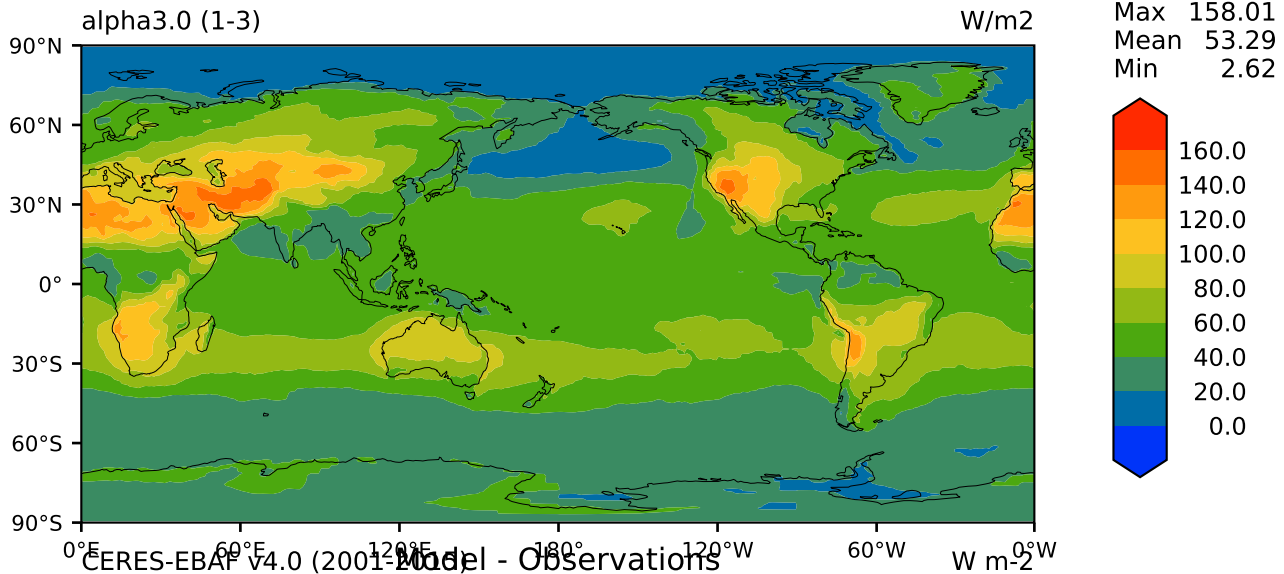 alpha3.0 (1-3) W/m2
Max 158.01
Mean 53.29
Min 2.62
90°N
60°N
30°N
0°
30°S
60°S
90°S
160.0
140.0
120.0
100.0
80.0
60.0
40.0
20.0
0.0
0°E 60°E 120°E 180° 120°W 60°W 0°W
CERES-EBAF v4.0 (2001-2015) Model - Observations W m-2